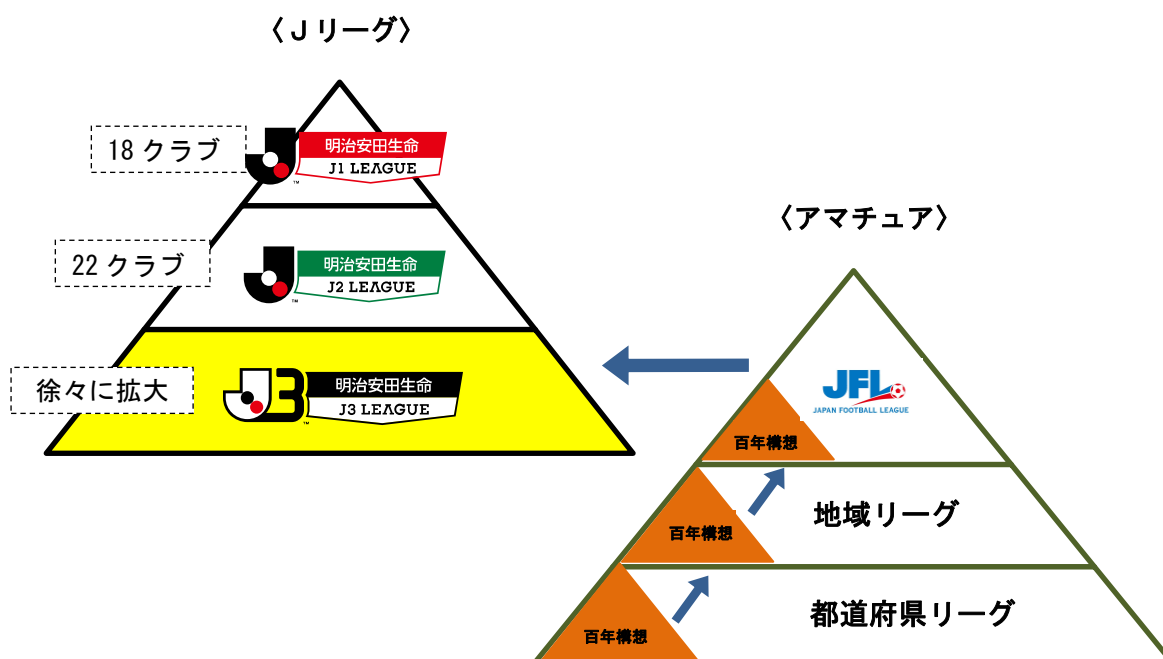 〈Jリーグ〉
18 クラブ
明治安田生命
J1 LEAGUE
22 クラブ
明治安田生命
J2 LEAGUE
徐々に拡大
J3
明治安田生命
J3 LEAGUE
〈アマチュア〉
JFL
JAPAN FOOTBALL LEAGUE
百年構想
地域リーグ
百年構想
都道府県リーグ
百年構想